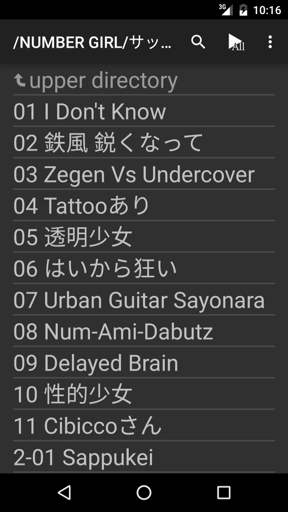 3G 10:16
/NUMBER GIRL/サッ... All
upper directory
01 I Don't Know
02 鉄風 鋭くなって
03 Zegen Vs Undercover
04 Tattooあり
05 透明少女
06 はいから狂い
07 Urban Guitar Sayonara
08 Num-Ami-Dabutz
09 Delayed Brain
10 性的少女
11 Cibiccoさん
2-01 Sappukei